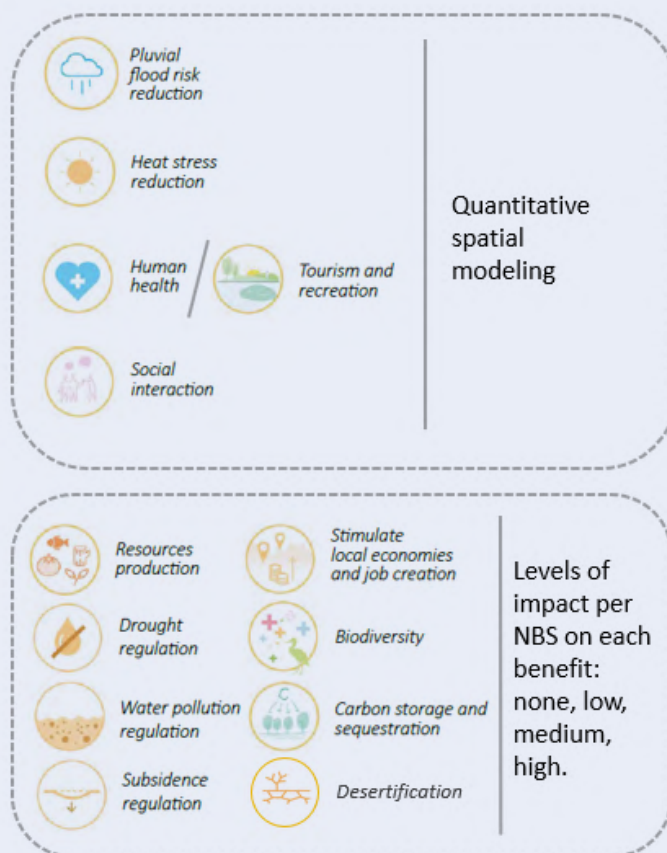 Pluvial
flood risk
reduction
Heat stress
reduction
Human
health
Tourism and
recreation
Social
interaction
Quantitative
spatial
modeling
Resources
production
Stimulate
local economies
and job creation
Drought
regulation
Biodiversity
Water pollution
regulation
C
Carbon storage and
sequestration
Subsidence
regulation
Desertification
Levels of
impact per
NBS on each
benefit:
none, low,
medium,
high.